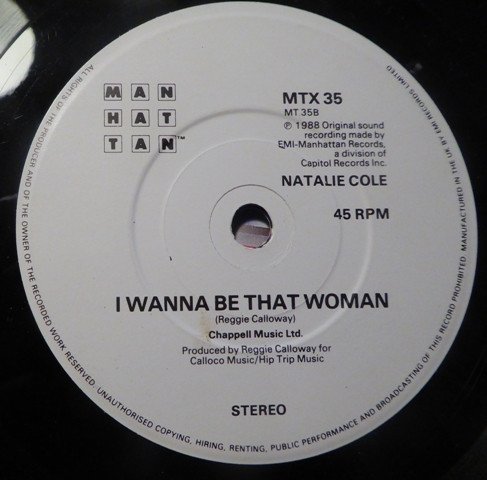 MAN
HAT
TAN™
MTX 35
MT 35B
℗ 1988 Original sound
recording made by
EMI-Manhattan Records,
a division of
Capitol Records Inc.
NATALIE COLE
45 RPM
I WANNA BE THAT WOMAN
(Reggie Calloway)
Chappell Music Ltd.
Produced by Reggie Calloway for
Calloco Music/Hip Trip Music
STEREO
ALL RIGHTS OF THE PRODUCER AND OF THE OWNER OF THE RECORDED WORK RESERVED. UNAUTHORISED COPYING, HIRING, RENTING, PUBLIC PERFORMANCE AND BROADCASTING OF THIS RECORD PROHIBITED. MANUFACTURED IN THE UK BY EMI RECORDS LIMITED